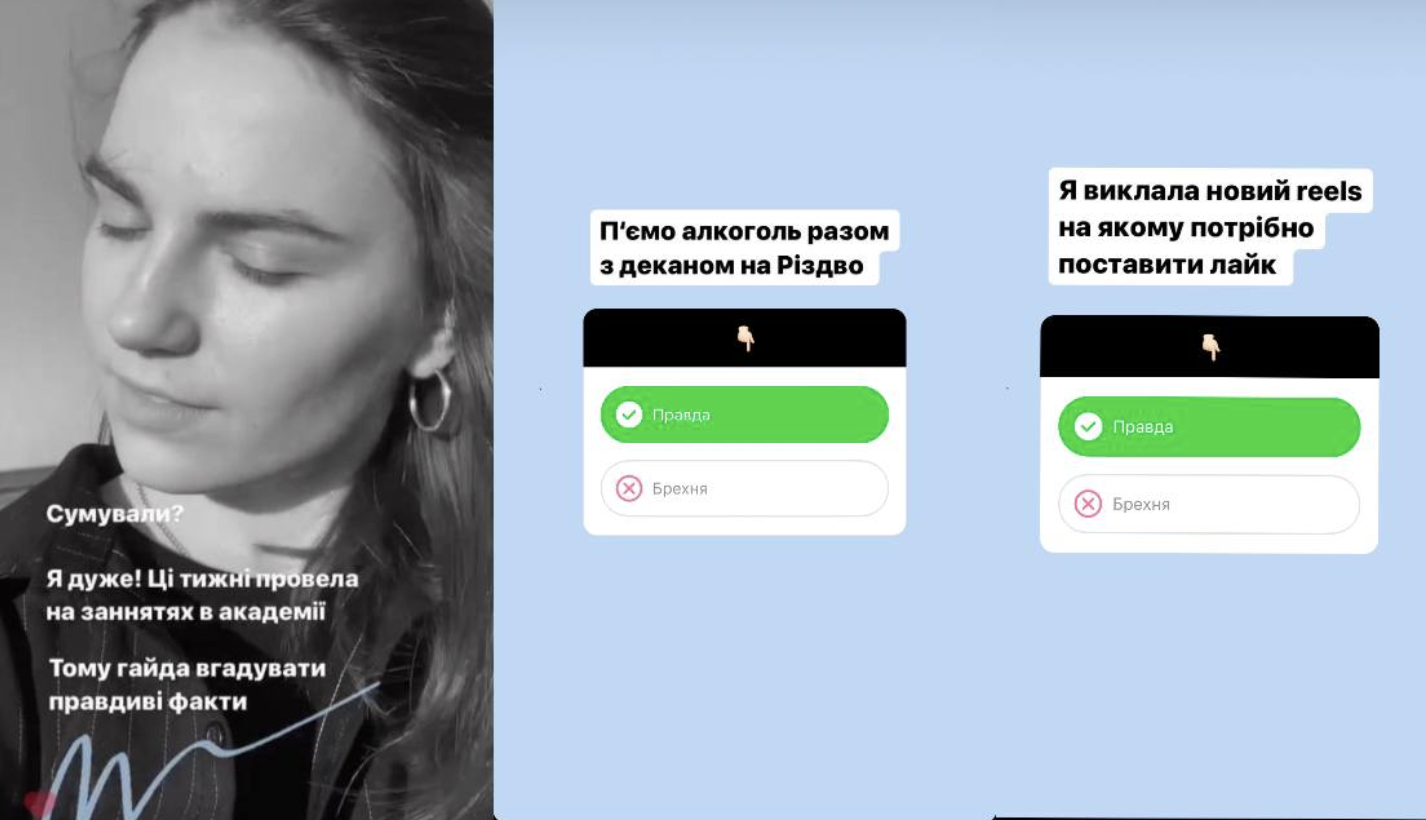 Сумували?
Я дуже! Ці тижні провела
на заннятях в академії
Тому гайда вгадувати
правдиві факти
П‘ємо алкоголь разом
з деканом на Різдво
Правда
Брехня
Я виклала новий reels
на якому потрібно
поставити лайк
Правда
Брехня